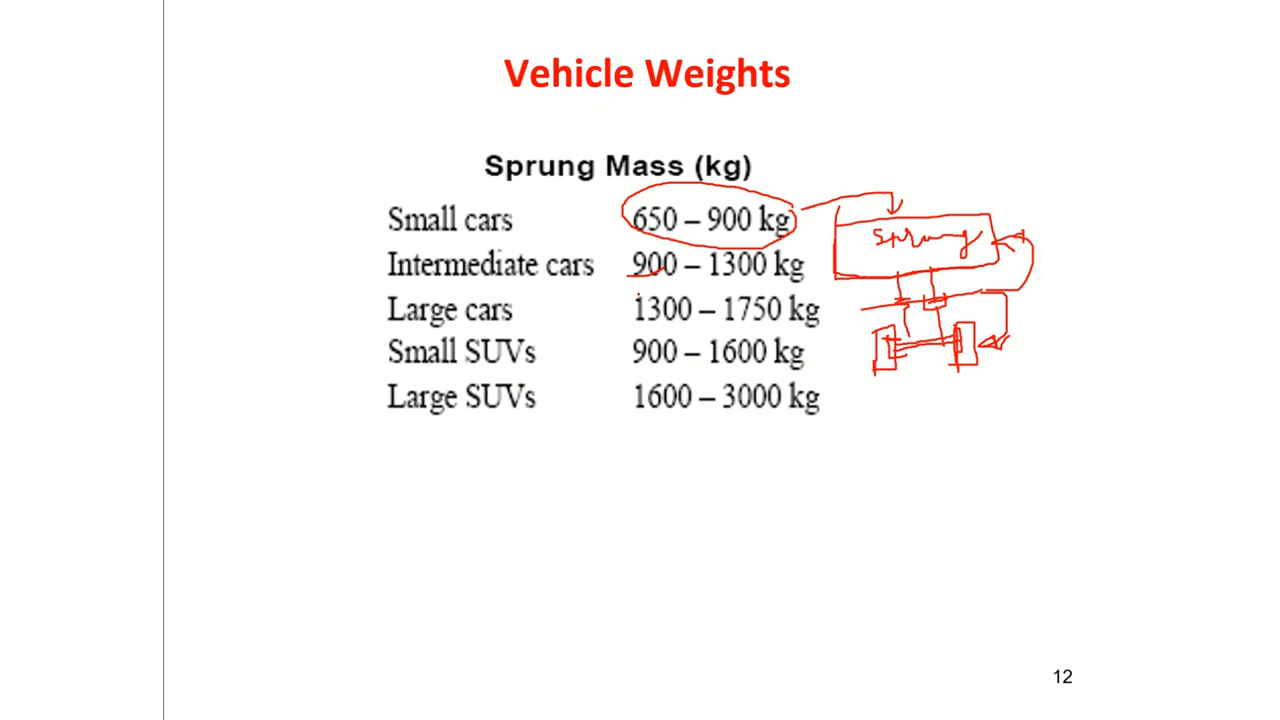 Vehicle Weights
Sprung Mass (kg)
Small cars 650 – 900 kg
Intermediate cars 900 – 1300 kg
Large cars 1300 – 1750 kg
Small SUVs 900 – 1600 kg
Large SUVs 1600 – 3000 kg
Sprung
12